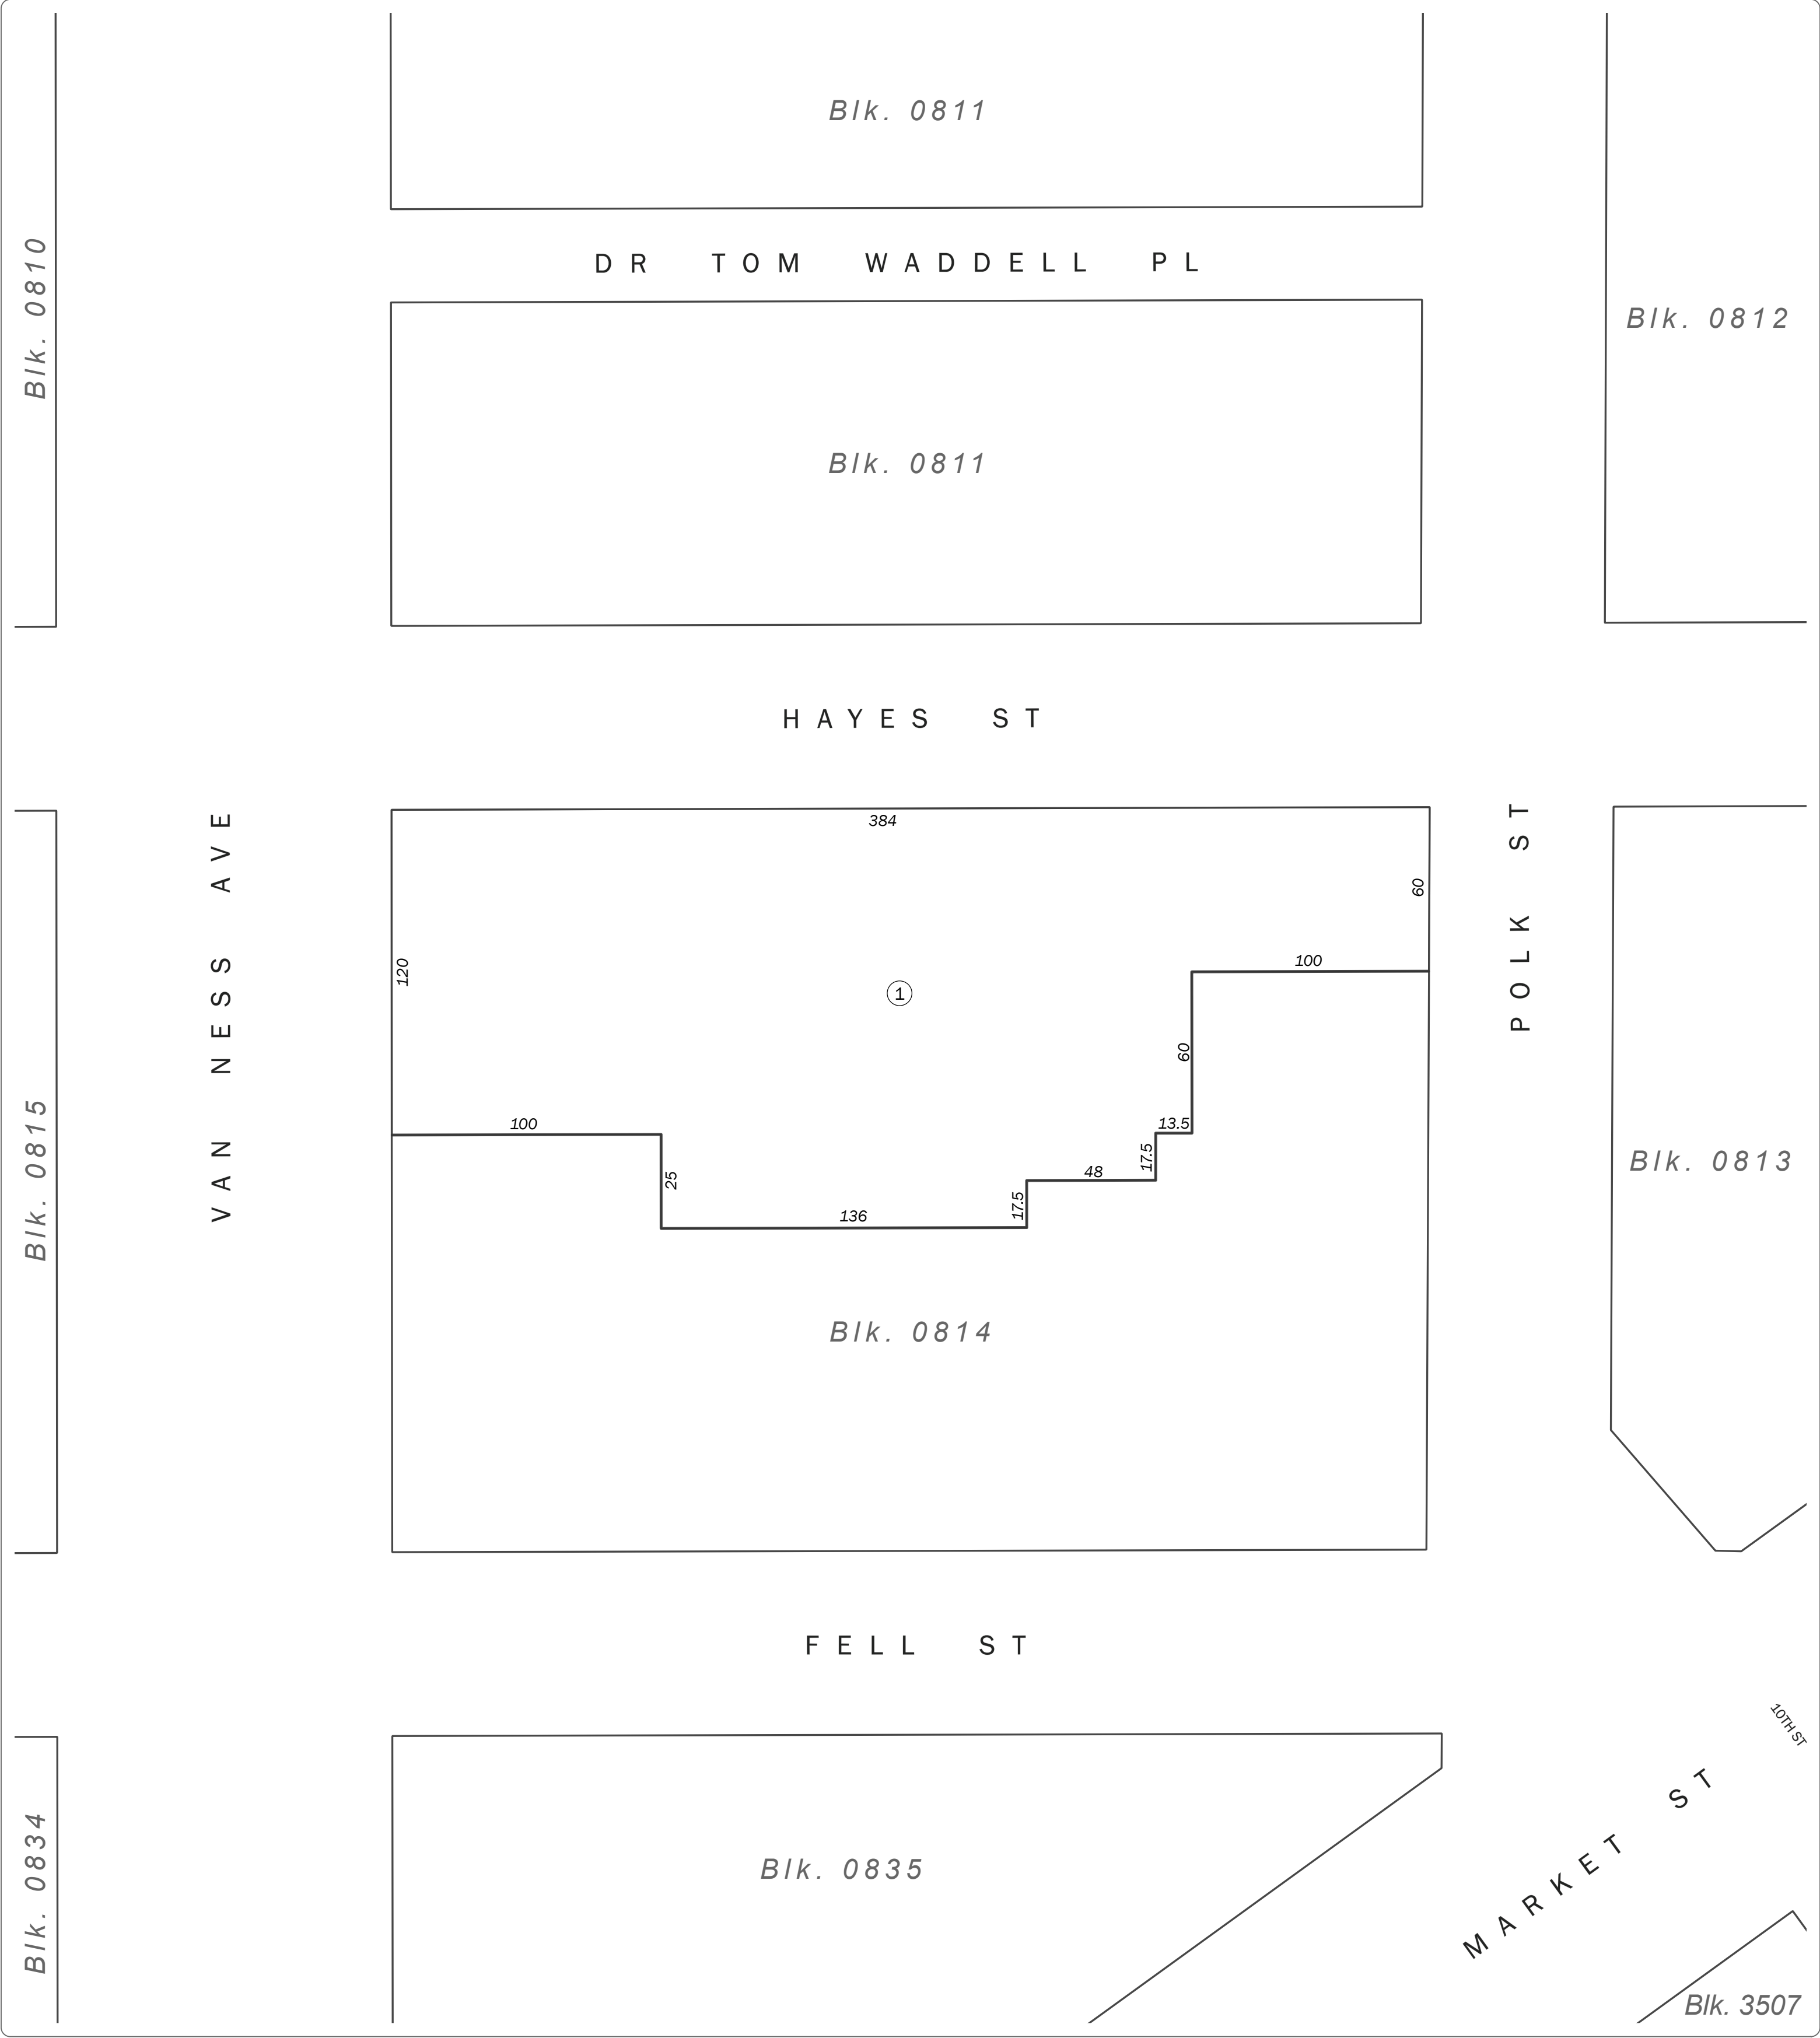 Blk. 0811
Blk. 0810
DR TOM WADDELL PL
Blk. 0812
Blk. 0811
HAYES ST
VAN NESS AVE
POLK ST
384
60
120
100
1
60
100
13.5
17.5
25
48
17.5
136
Blk. 0815
Blk. 0813
Blk. 0814
FELL ST
10TH ST
MARKET ST
Blk. 0834
Blk. 0835
Blk. 3507